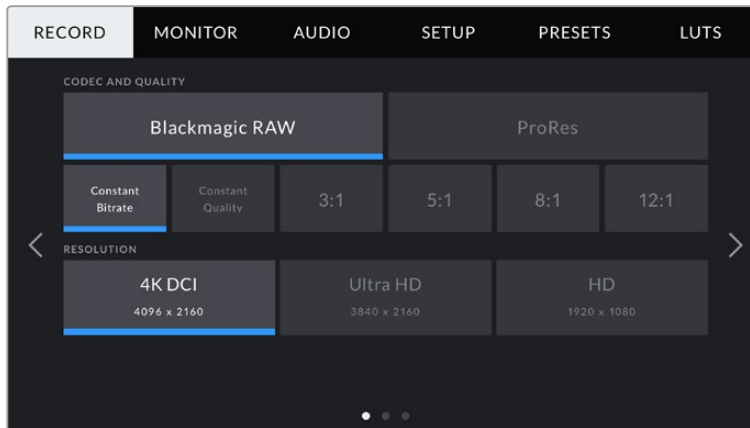 RECORD MONITOR AUDIO SETUP PRESETS LUTS
CODEC AND QUALITY
Blackmagic RAW ProRes
Constant Bitrate Constant Quality 3:1 5:1 8:1 12:1
RESOLUTION
4K DCI Ultra HD HD
4096 x 2160 3840 x 2160 1920 x 1080